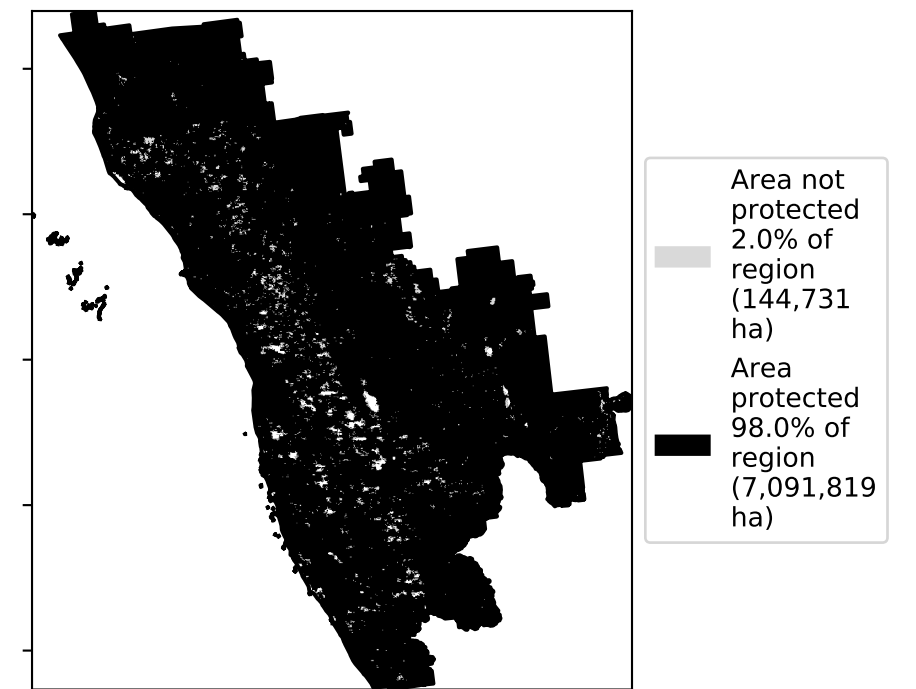 Area not
protected
2.0% of
region
(144,731
ha)
Area
protected
98.0% of
region
(7,091,819
ha)